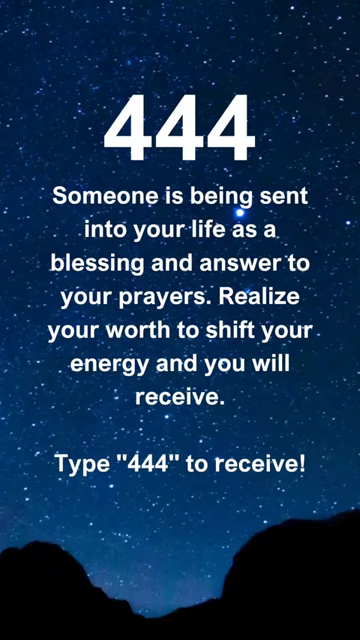 444
Someone is being sent
into your life as a
blessing and answer to
your prayers. Realize
your worth to shift your
energy and you will
receive.
Type "444" to receive!